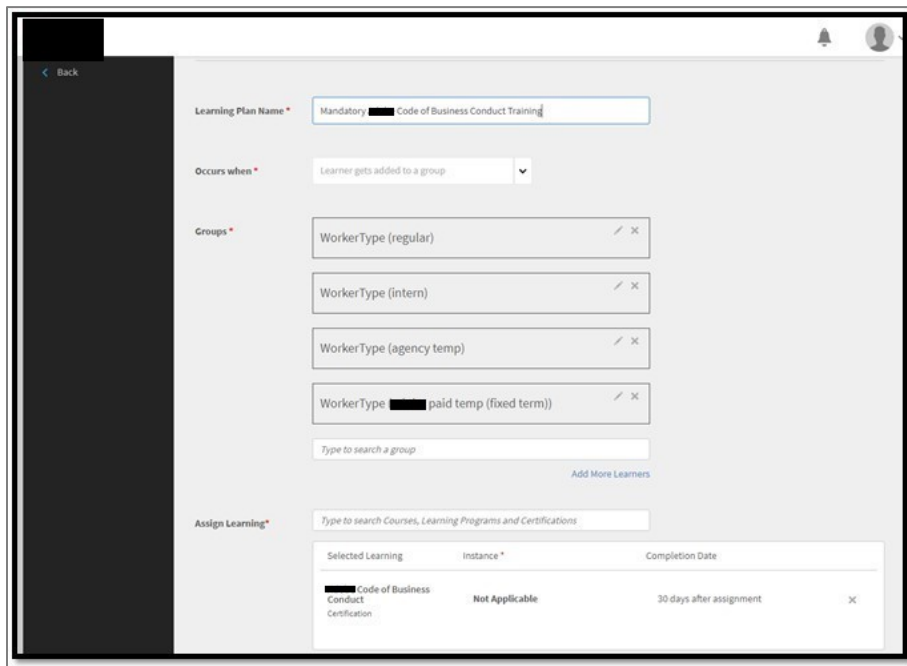 Back
Learning Plan Name *
Mandatory Code of Business Conduct Training
Occurs when *
Learner gets added to a group
Groups *
WorkerType (regular)
WorkerType (intern)
WorkerType (agency temp)
WorkerType ( paid temp (fixed term))
Type to search a group
Add More Learners
Assign Learning*
Type to search Courses, Learning Programs and Certifications
Selected Learning Instance * Completion Date
Code of Business
Conduct
Certification
Not Applicable
30 days after assignment